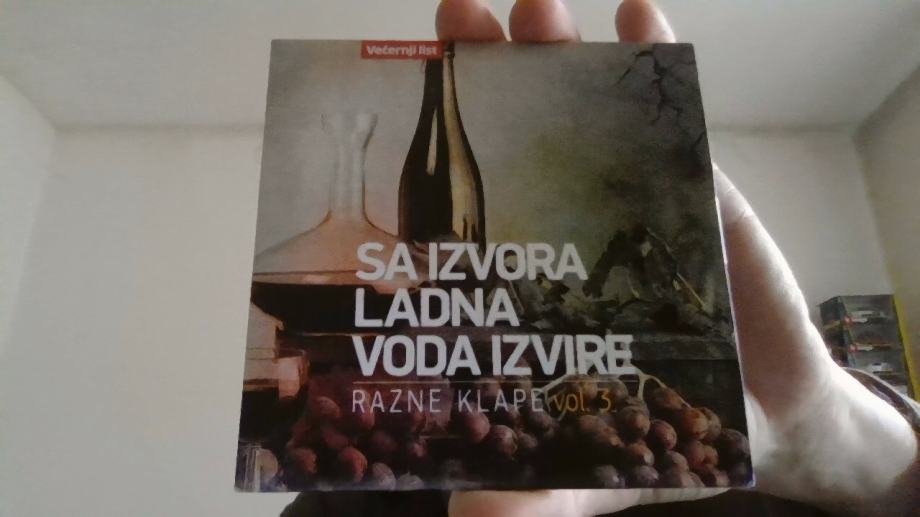 Večernji list
SA IZVORA
LADNA
VODA IZVIRE
RAZNE KLAPE vol. 3